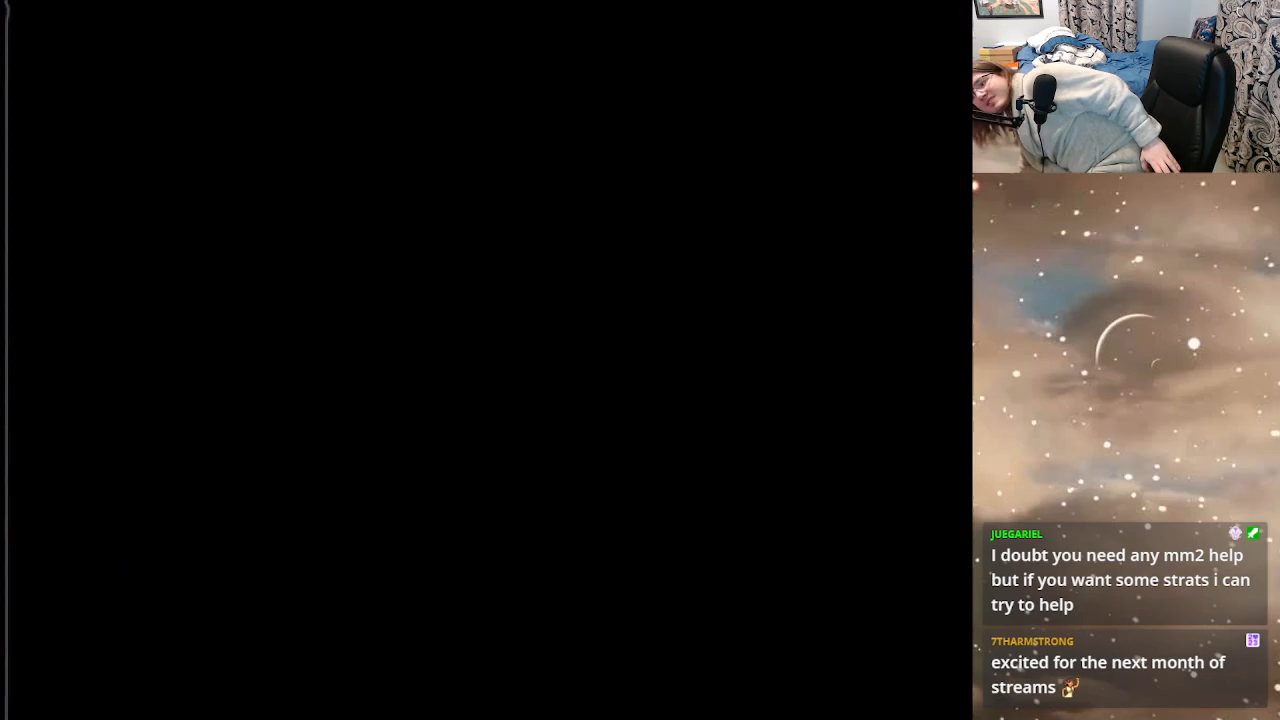 JUEGARIEL
I doubt you need any mm2 help
but if you want some strats i can
try to help
7THARMSTRONG
excited for the next month of
streams